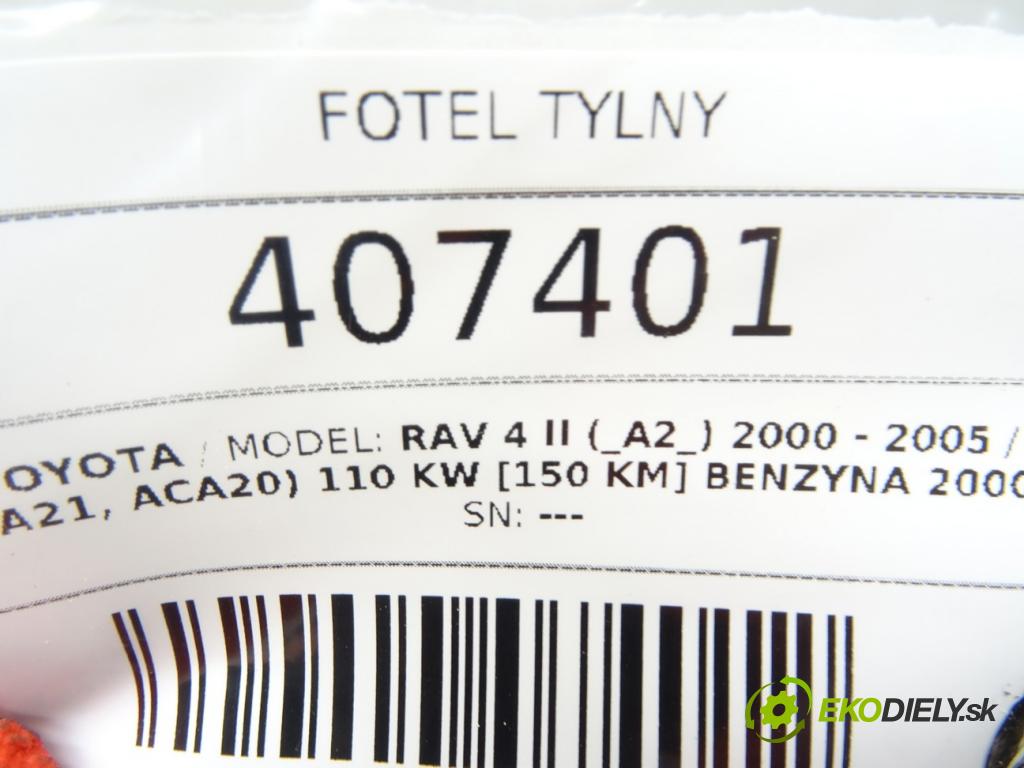 FOTEL TYLNY
407401
OYOTA / MODEL: RAV 4 II (_A2_) 2000 - 2005 /
A21, ACA20) 110 KW [150 KM] BENZYNA 2000
SN: ---
EKODIELY.sk